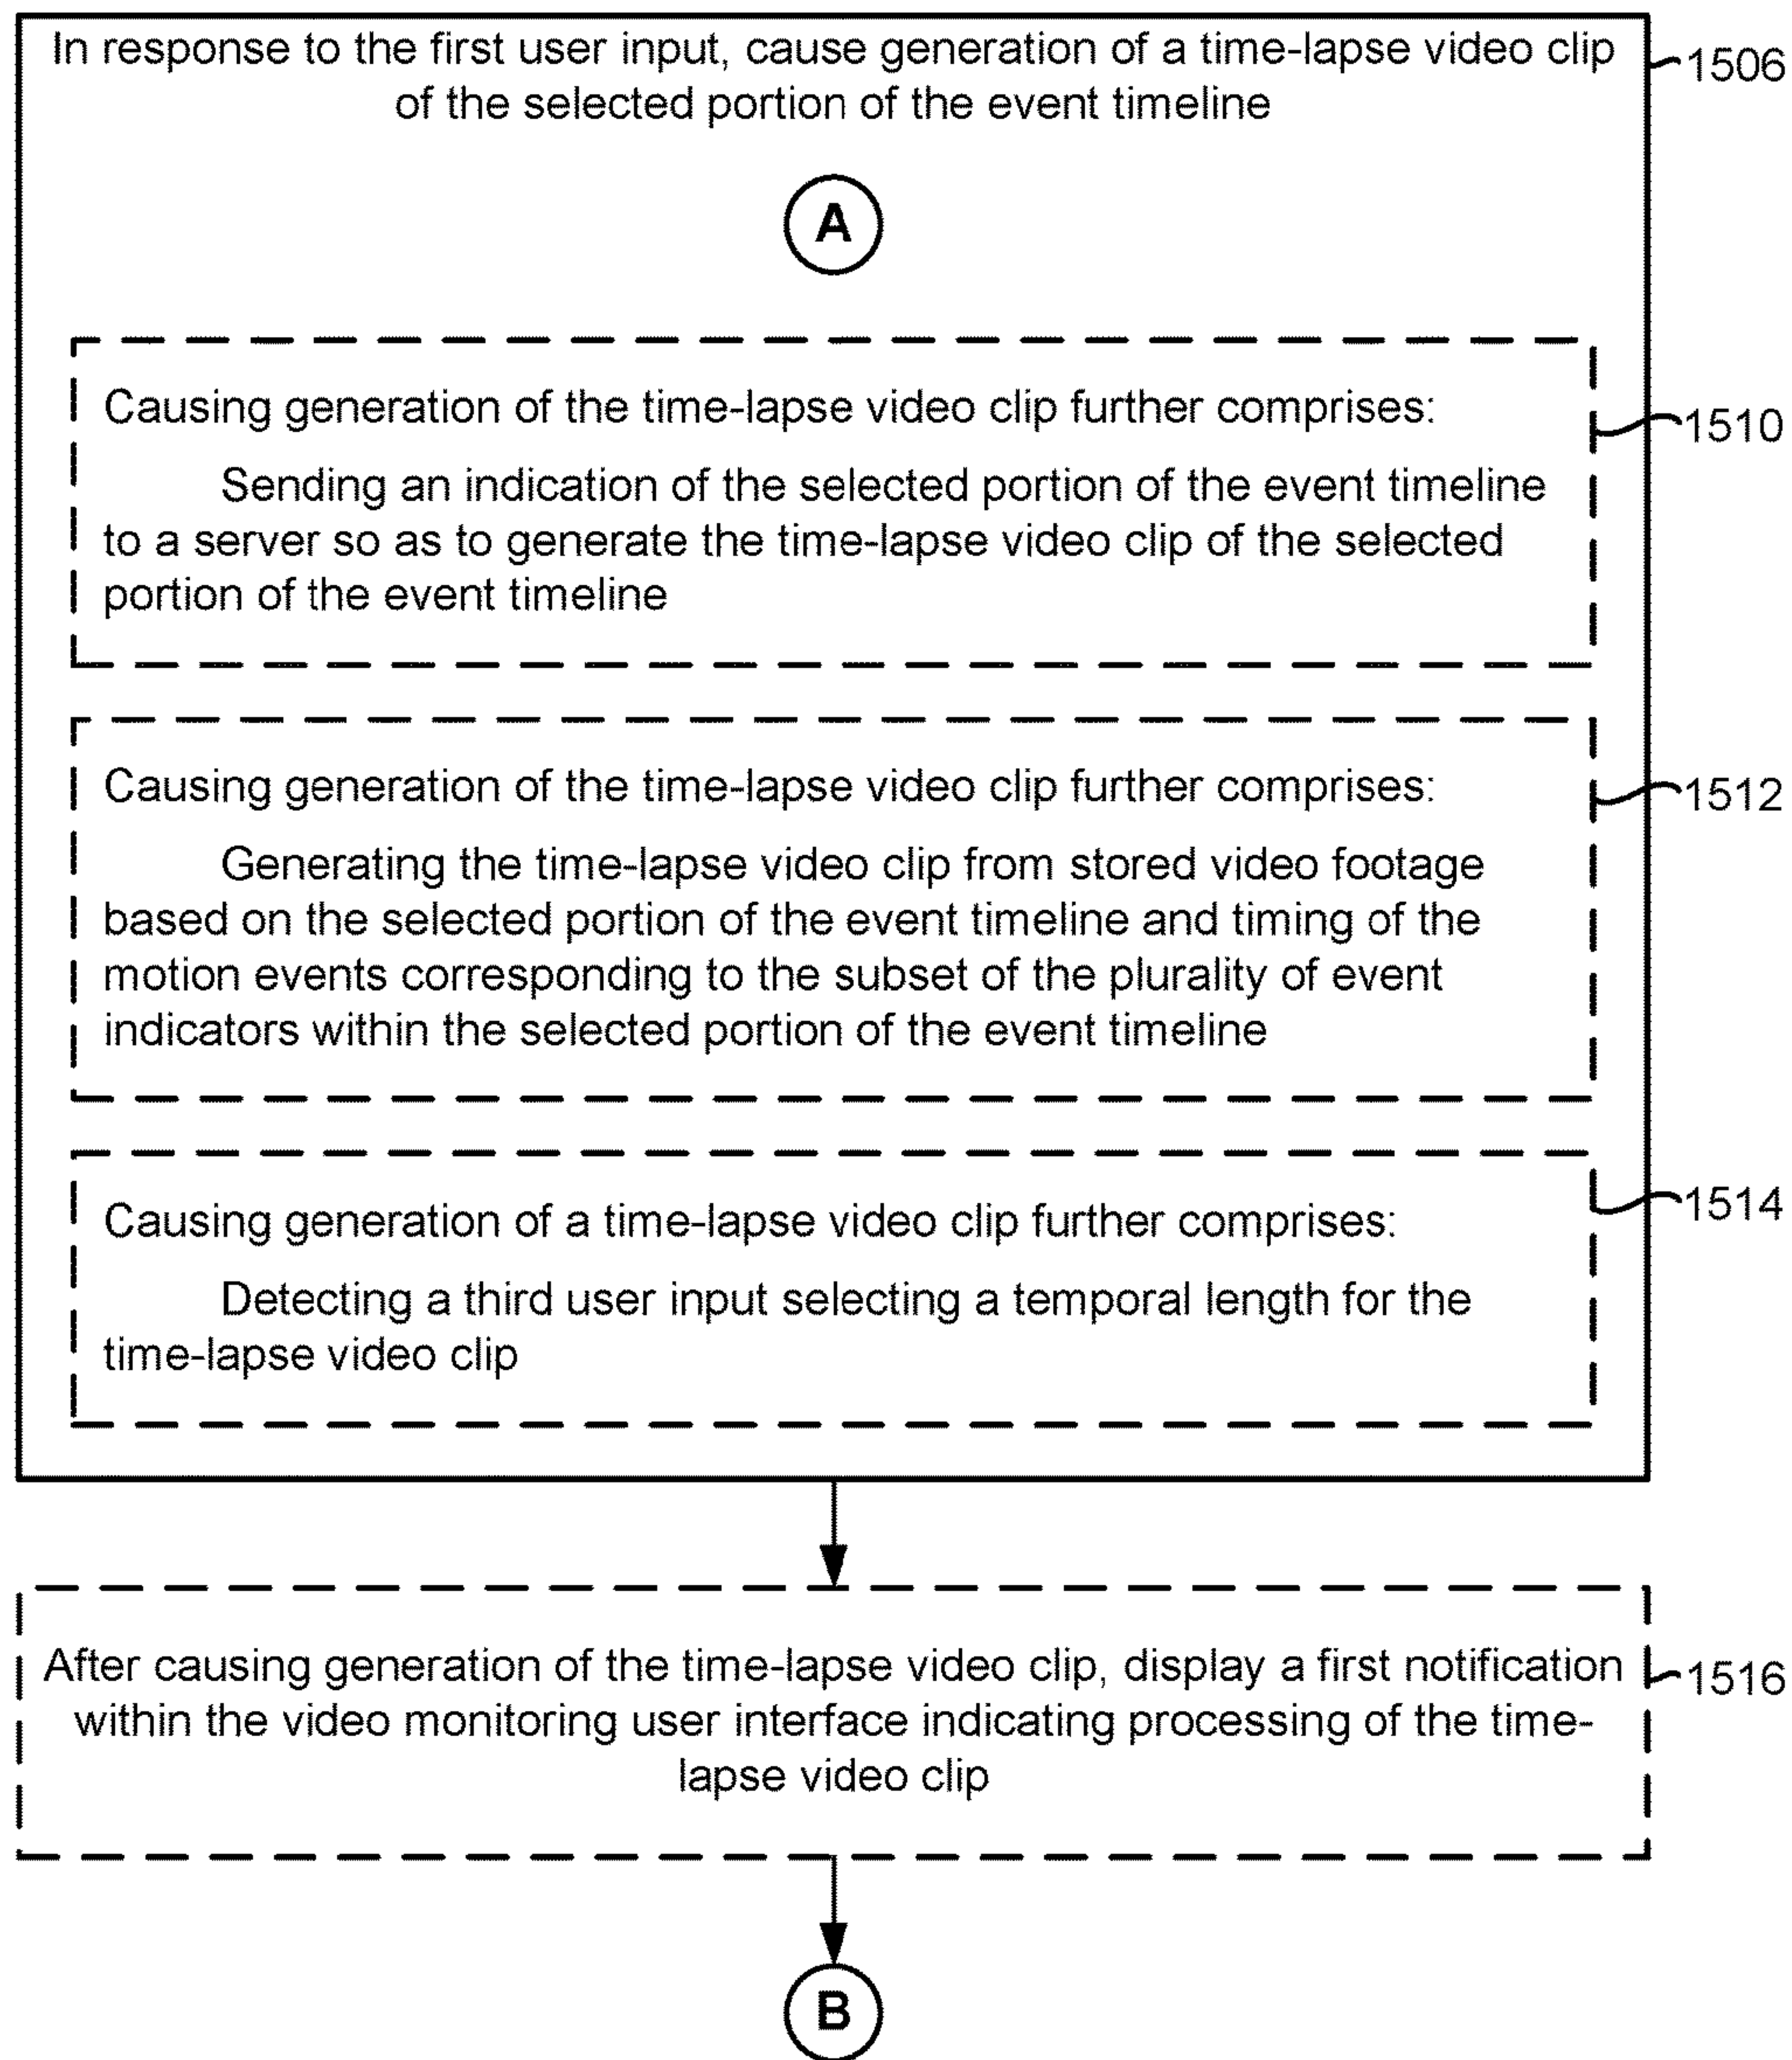 In response to the first user input, cause generation of a time-lapse video clip
of the selected portion of the event timeline
1506
A
Causing generation of the time-lapse video clip further comprises:
1510
Sending an indication of the selected portion of the event timeline
to a server so as to generate the time-lapse video clip of the selected
portion of the event timeline
Causing generation of the time-lapse video clip further comprises:
1512
Generating the time-lapse video clip from stored video footage
based on the selected portion of the event timeline and timing of the
motion events corresponding to the subset of the plurality of event
indicators within the selected portion of the event timeline
Causing generation of a time-lapse video clip further comprises:
1514
Detecting a third user input selecting a temporal length for the
time-lapse video clip
After causing generation of the time-lapse video clip, display a first notification
1516
within the video monitoring user interface indicating processing of the time-
lapse video clip
B